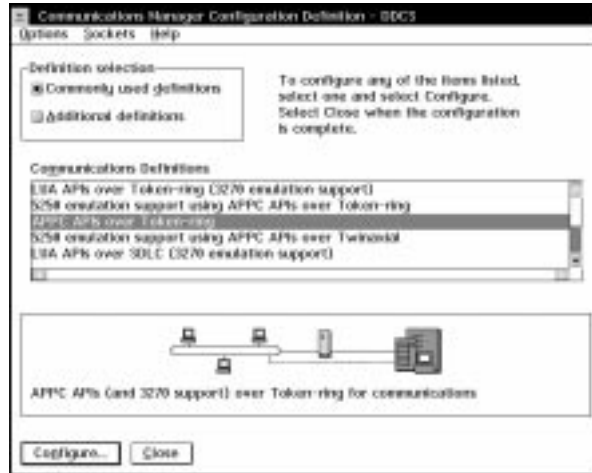 Communications Manager Configuration Definition - DDCS
Options Sockets Help
Definition selection
Commonly used definitions
Additional definitions
To configure any of the items listed,
select one and select Configure.
Select Close when the configuration
is complete.
Communications Definitions
LUA APIs over Token-ring (3270 emulation support)
5250 emulation support using APPC APIs over Token-ring
APPC APIs over Token-ring
5250 emulation support using APPC APIs over Twinaxial
LUA APIs over SDLC (3270 emulation support)
APPC APIs (and 3270 support) over Token-ring for communications
Configure... Close